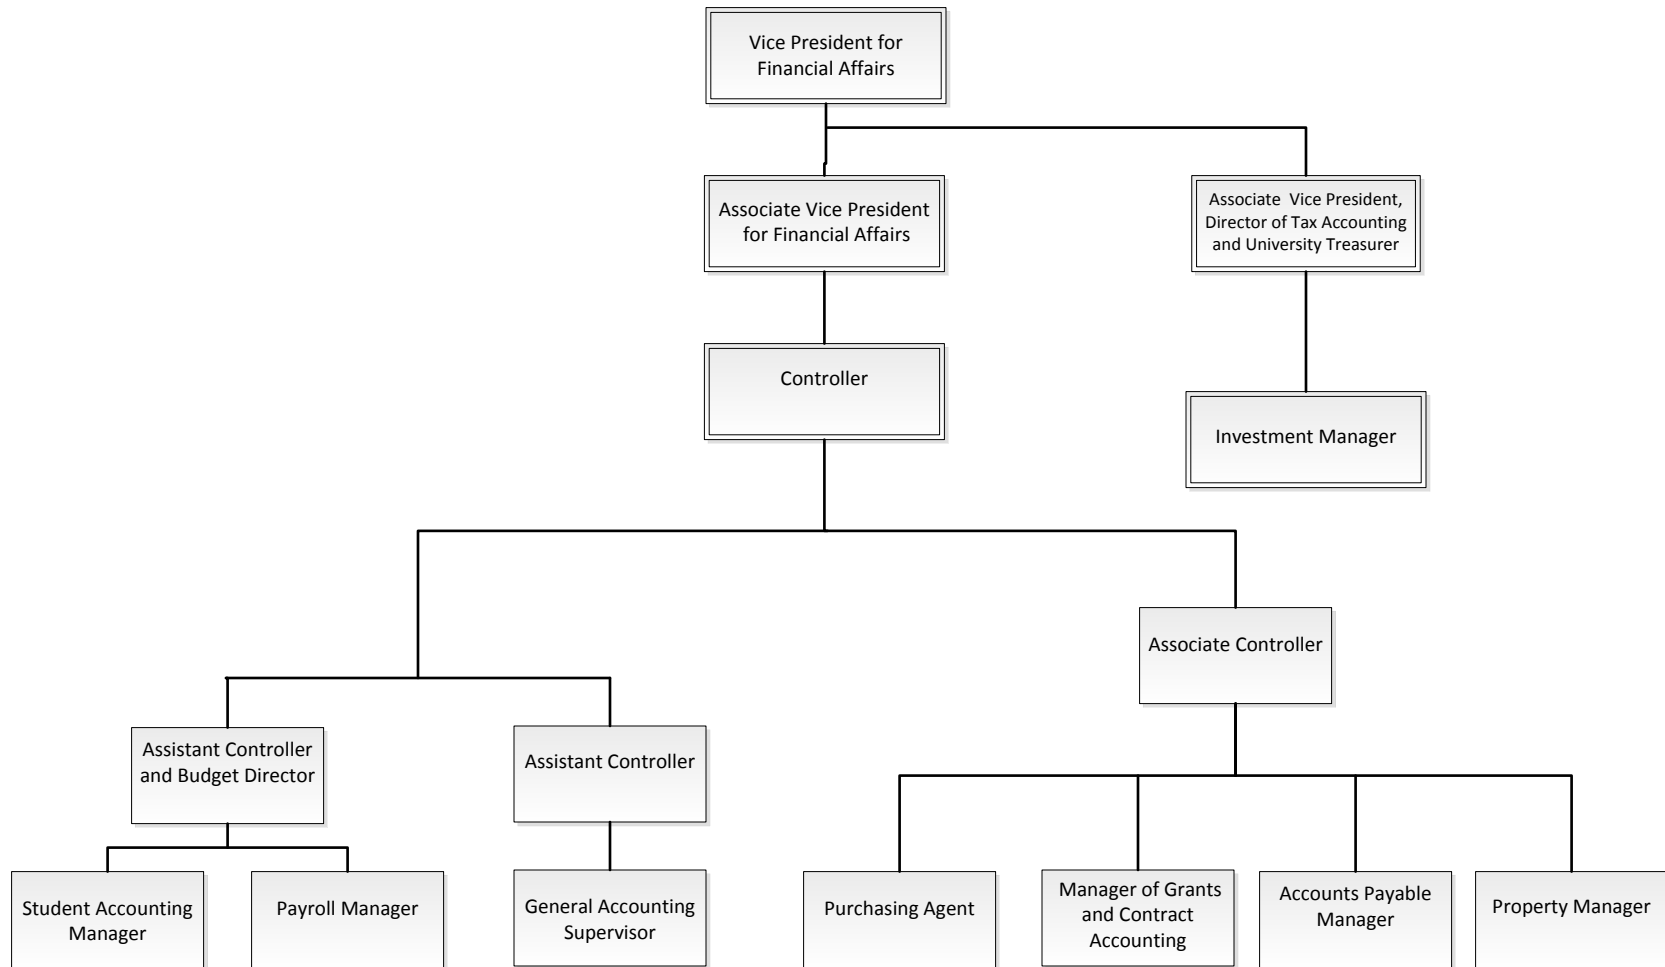 Vice President for
Financial Affairs
Associate Vice President
for Financial Affairs
Associate  Vice President,
Director of Tax Accounting
and University Treasurer
Controller
Investment Manager
Associate Controller
Assistant Controller
and Budget Director
Assistant Controller
Student Accounting
Manager
Payroll Manager
General Accounting
Supervisor
Purchasing Agent
Manager of Grants
and Contract
Accounting
Accounts Payable
Manager
Property Manager